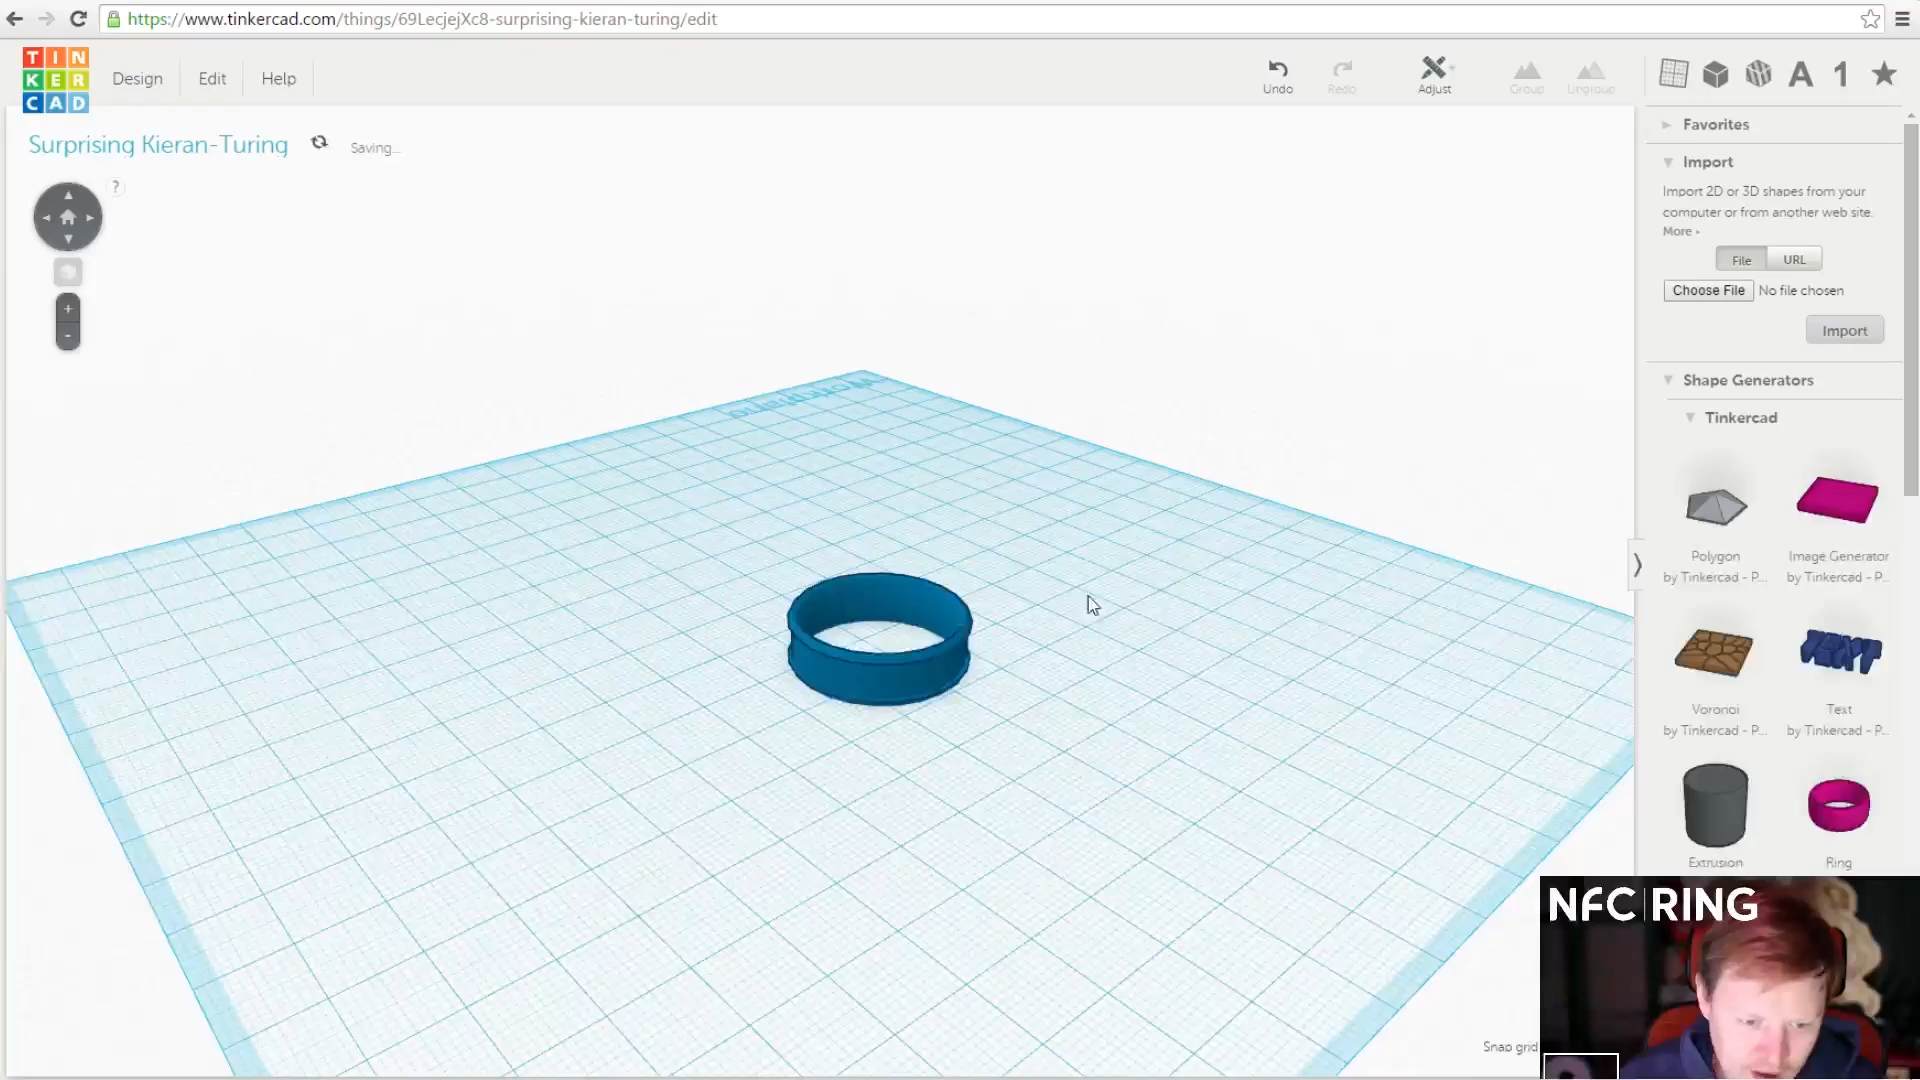 https://www.tinkercad.com/things/69LecjejXc8-surprising-kieran-turing/edit
TIN
KER
CAD
Design
Edit
Help
Undo
Redo
Adjust
Group
Ungroup
A
1
Surprising Kieran-Turing
Saving...
?
Workplane
Favorites
Import
Import 2D or 3D shapes from your
computer or from another web site.
More
File
URL
Choose File
No file chosen
Import
Shape Generators
Tinkercad
Polygon
by Tinkercad - P...
Image Generator
by Tinkercad - P...
Voronoi
by Tinkercad - P...
TEXT
Text
by Tinkercad - P...
Extrusion
Ring
Snap grid
NFC RING